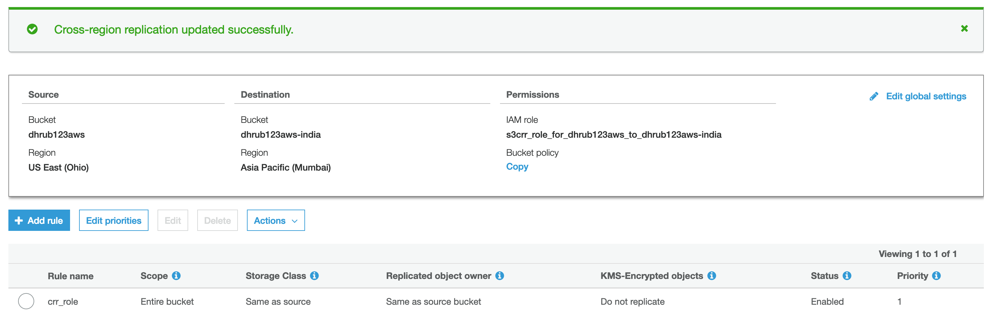 Cross-region replication updated successfully.
Source Destination Permissions Edit global settings
Bucket Bucket IAM role
dhrub123aws dhrub123aws-india s3crr_role_for_dhrub123aws_to_dhrub123aws-india
Region Region Bucket policy
US East (Ohio) Asia Pacific (Mumbai) Copy
Add rule Edit priorities Edit Delete Actions
Viewing 1 to 1 of 1
Rule name Scope Storage Class Replicated object owner KMS-Encrypted objects Status Priority
crr_role Entire bucket Same as source Same as source bucket Do not replicate Enabled 1